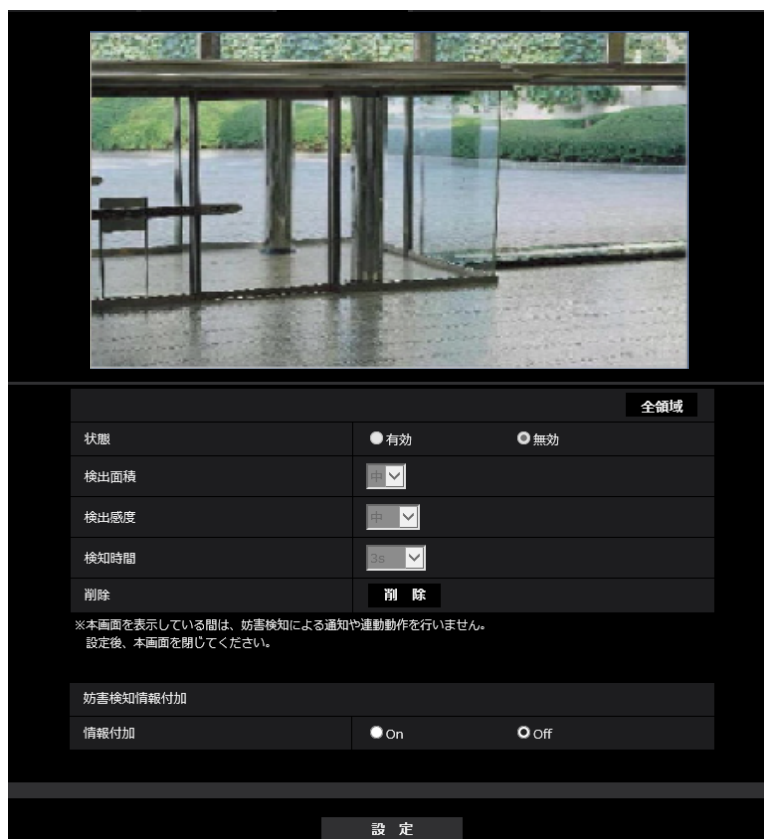 全領域
状態 有効 無効
検出面積 中
検出感度 中
検知時間 3s
削除 削 除
※本画面を表示している間は、妨害検知による通知や連動動作を行いません。
設定後、本画面を閉じてください。
妨害検知情報付加
情報付加 On Off
設 定